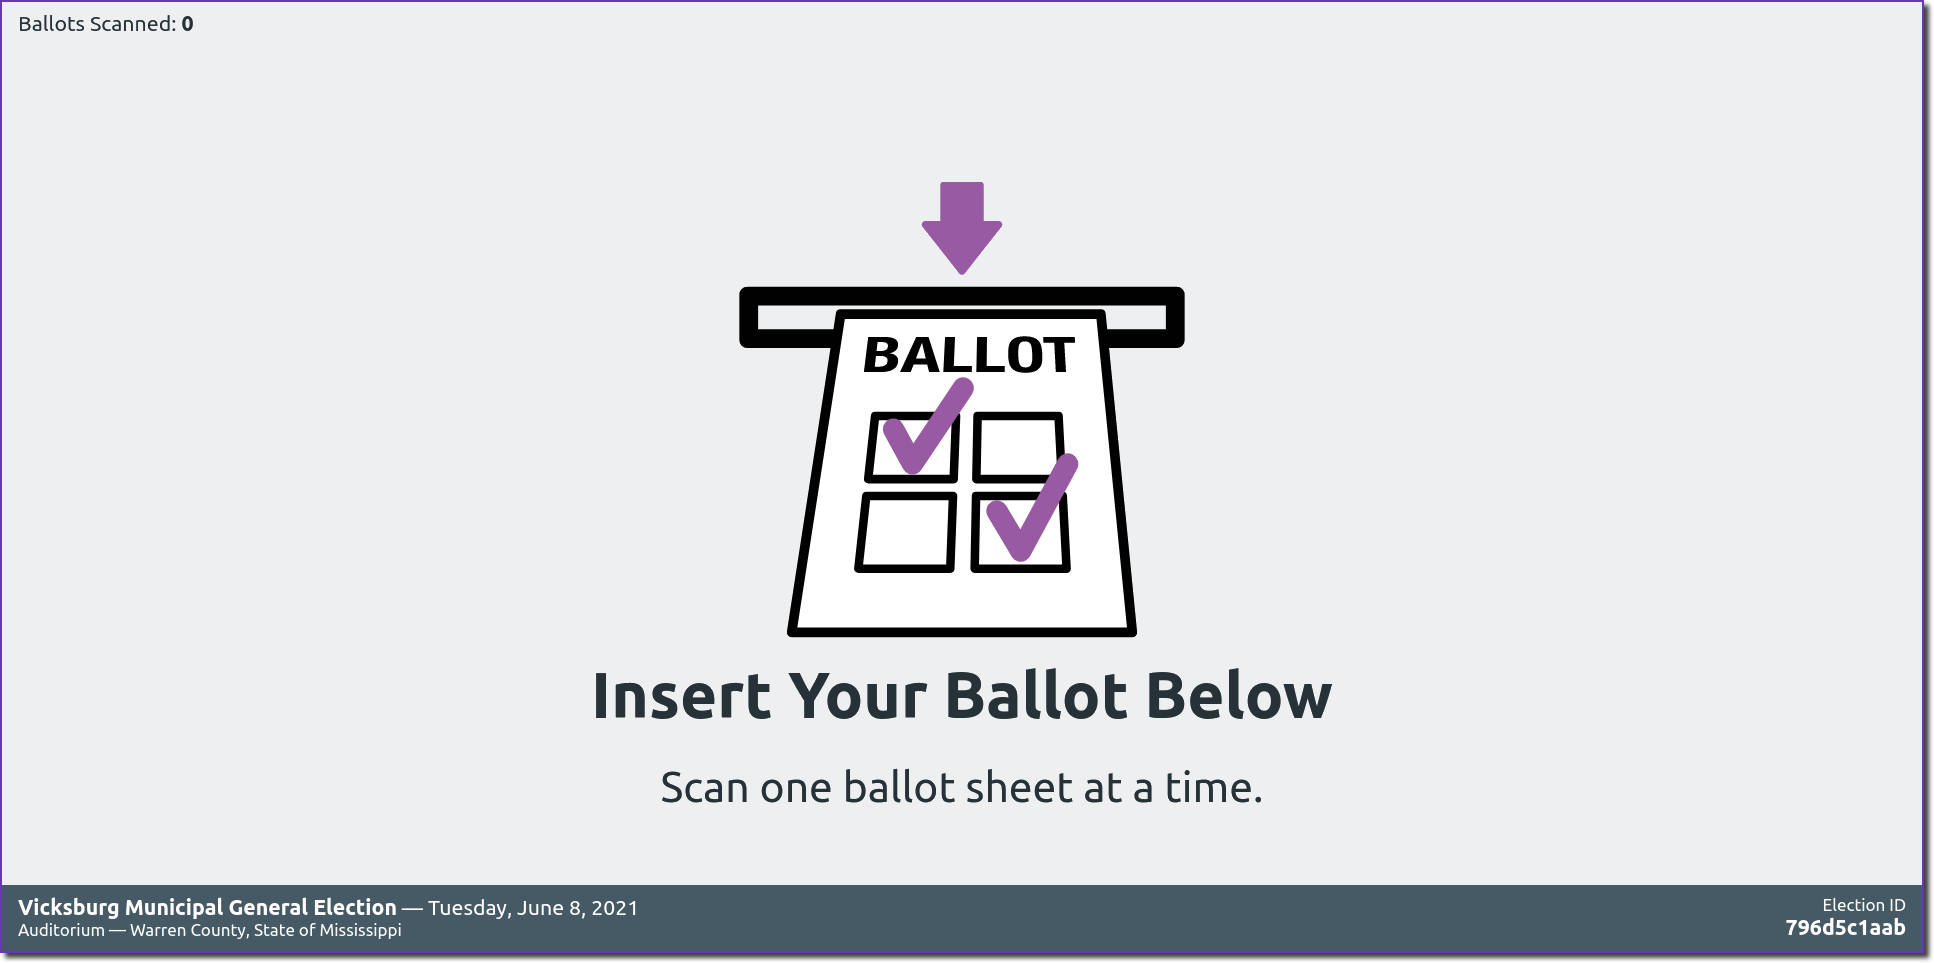 Ballots Scanned: 0
BALLOT
Insert Your Ballot Below
Scan one ballot sheet at a time.
Vicksburg Municipal General Election — Tuesday, June 8, 2021
Auditorium — Warren County, State of Mississippi
Election ID
796d5c1aab